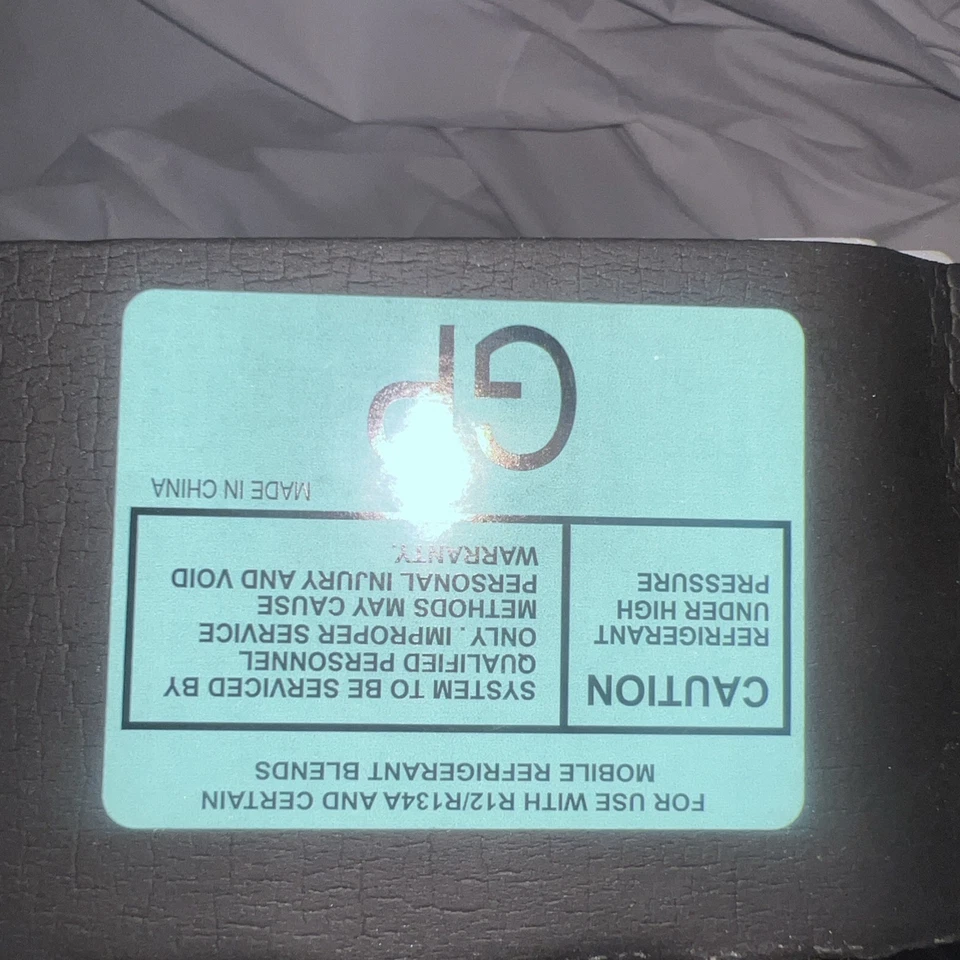 FOR USE WITH R12/R134A AND CERTAIN
MOBILE REFRIGERANT BLENDS
CAUTION
REFRIGERANT
UNDER HIGH
PRESSURE
SYSTEM TO BE SERVICED BY
QUALIFIED PERSONNEL
ONLY. IMPROPER SERVICE
METHODS MAY CAUSE
PERSONAL INJURY AND VOID
WARRANTY.
MADE IN CHINA
GP